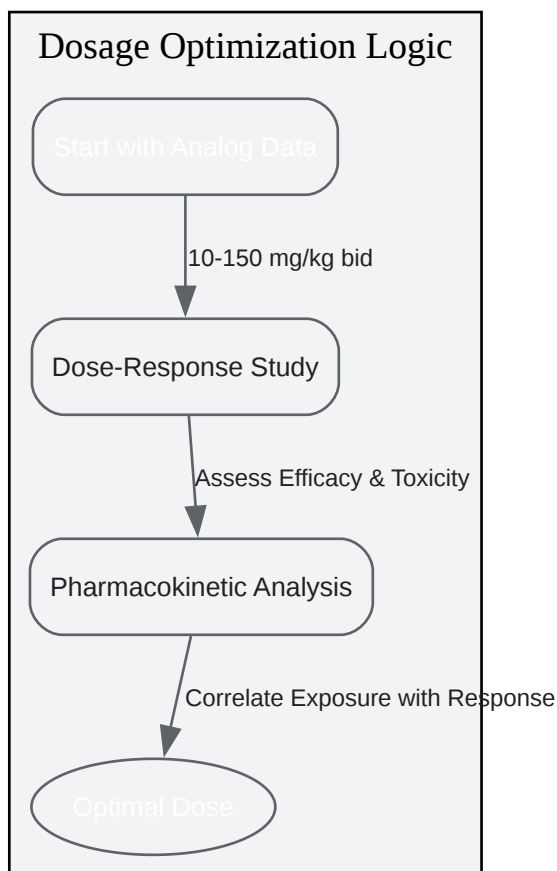 Dosage Optimization Logic
Start with Analog Data
10-150 mg/kg bid
Dose-Response Study
Assess Efficacy & Toxicity
Pharmacokinetic Analysis
Correlate Exposure with Response
Optimal Dose